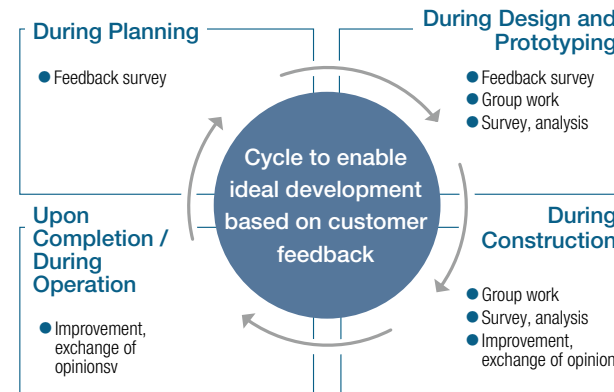 During Planning
● Feedback survey
During Design and
Prototyping
● Feedback survey
● Group work
● Survey, analysis
Cycle to enable
ideal development
based on customer
feedback
Upon
Completion /
During
Operation
● Improvement,
exchange of
opinionsv
During
Construction
● Group work
● Survey, analysis
● Improvement,
exchange of opinion